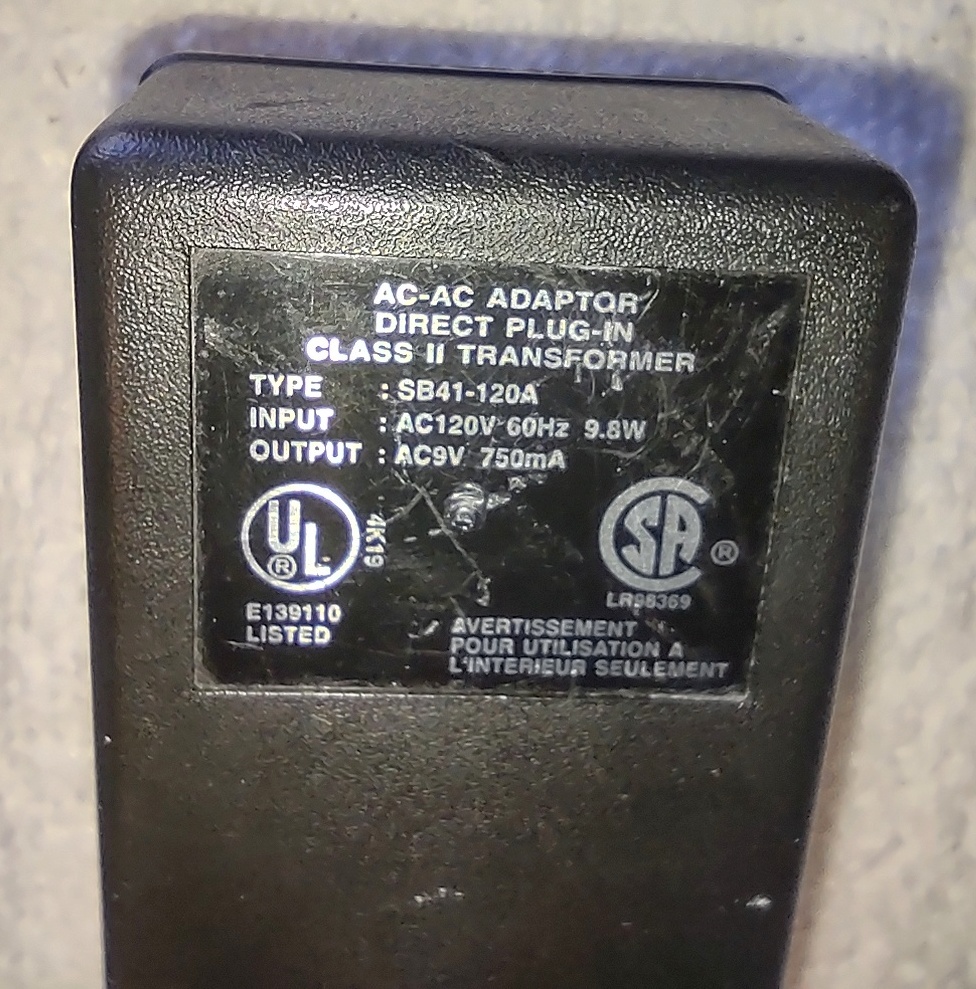 AC-AC ADAPTOR
DIRECT PLUG-IN
CLASS II TRANSFORMER
TYPE : SB41-120A
INPUT : AC120V 60Hz 9.8W
OUTPUT : AC9V 750mA
UL ®
4K19
E139110
LISTED
SA ®
LR98369
AVERTISSEMENT
POUR UTILISATION A
L'INTERIEUR SEULEMENT